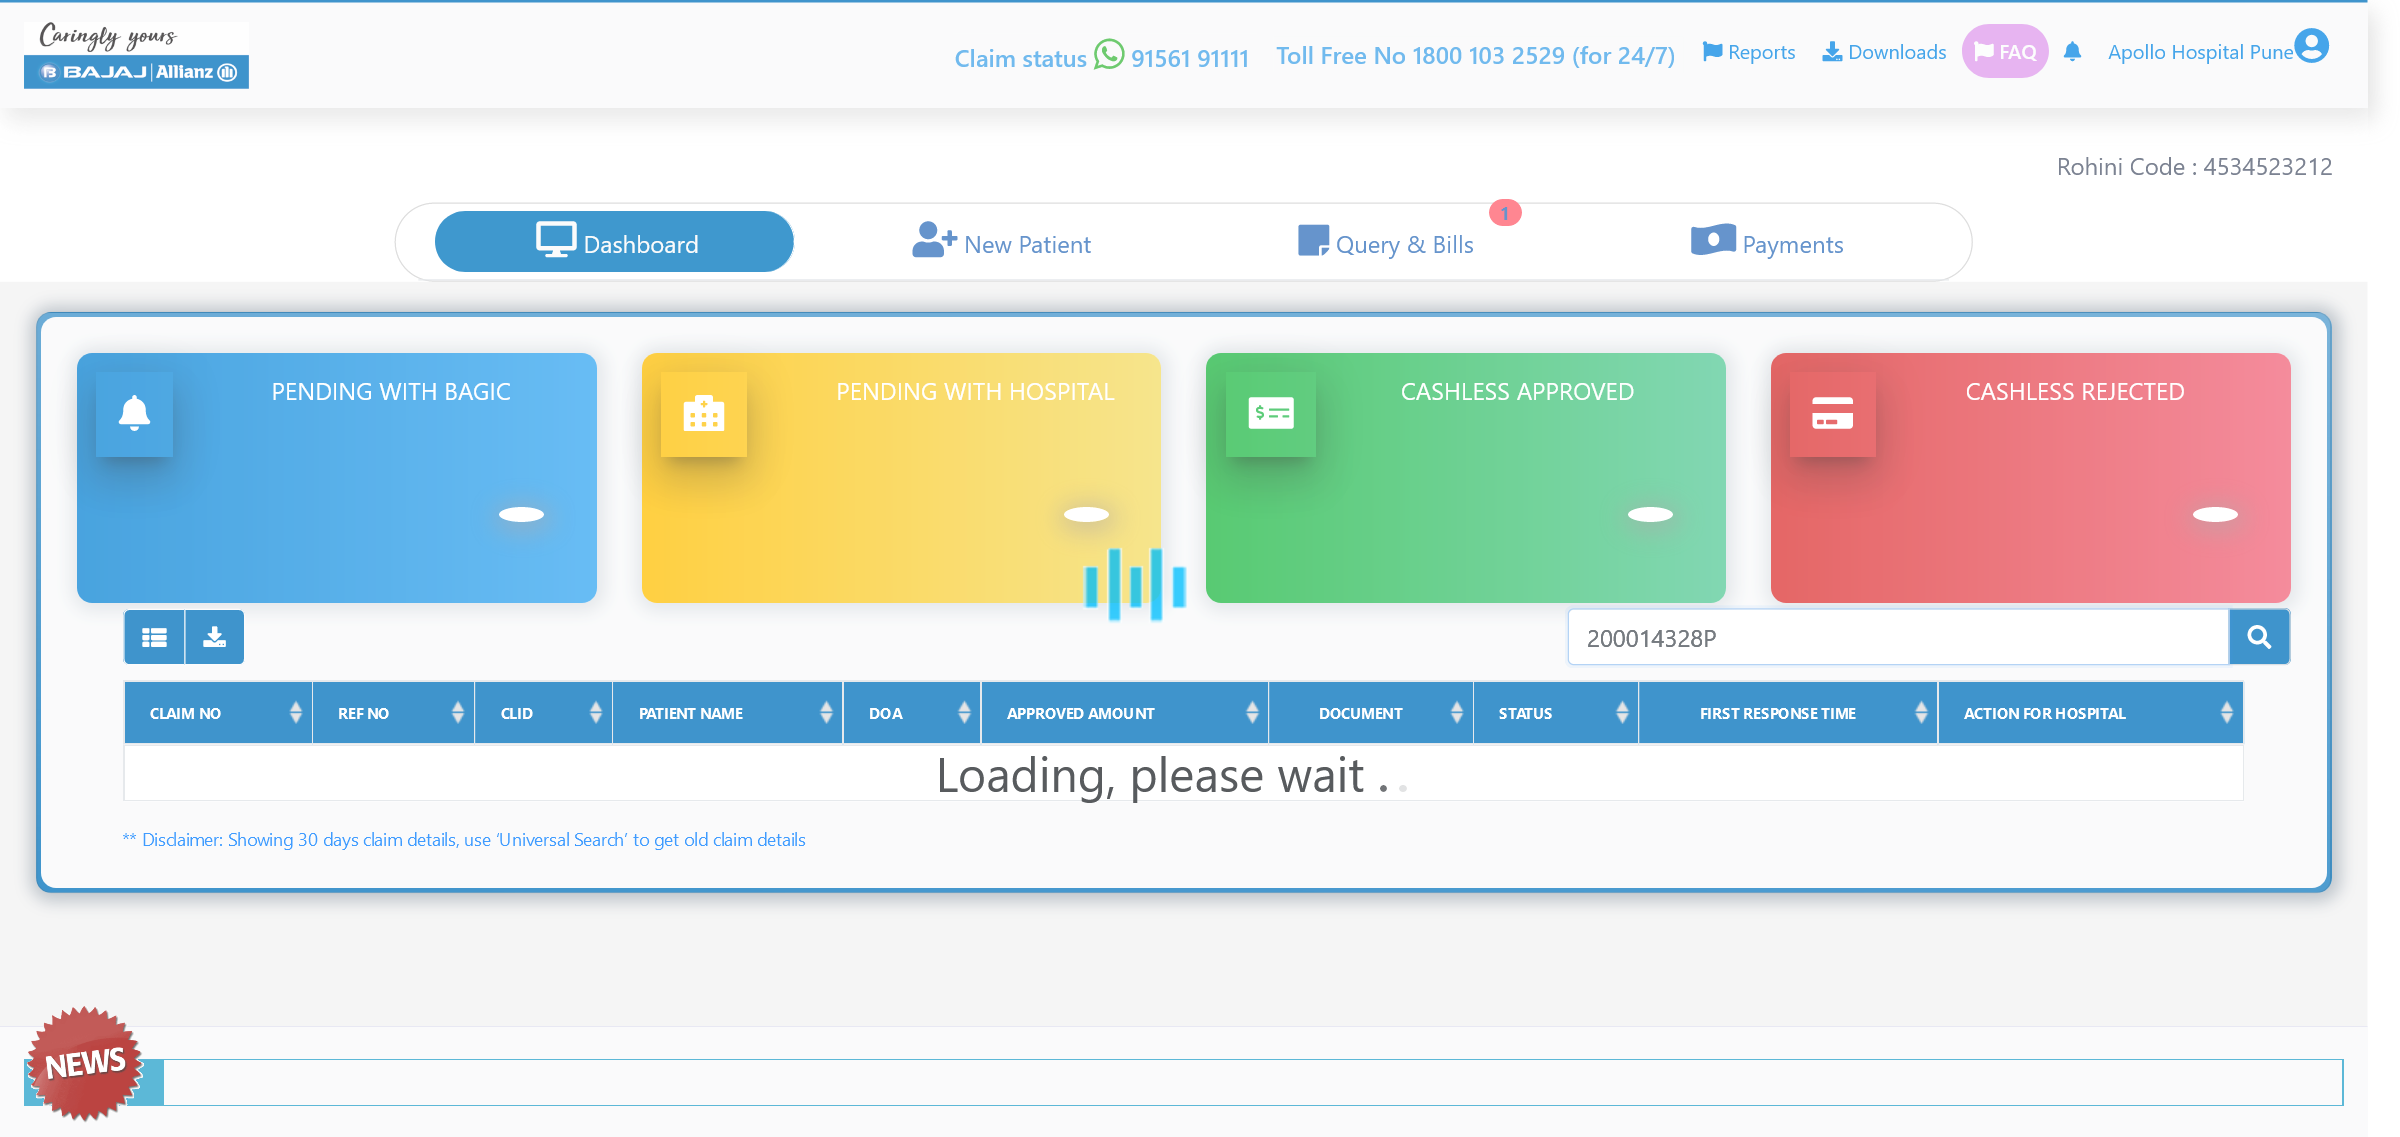 Caringly yours
BAJAJ | Allianz
Claim status 91561 91111 Toll Free No 1800 103 2529 (for 24/7) Reports Downloads FAQ Apollo Hospital Pune
Rohini Code : 4534523212
Dashboard New Patient Query & Bills 1 Payments
PENDING WITH BAGIC PENDING WITH HOSPITAL CASHLESS APPROVED CASHLESS REJECTED
200014328P
CLAIM NO REF NO CLID PATIENT NAME DOA APPROVED AMOUNT DOCUMENT STATUS FIRST RESPONSE TIME ACTION FOR HOSPITAL
Loading, please wait . .
** Disclaimer: Showing 30 days claim details, use ‘Universal Search’ to get old claim details
NEWS